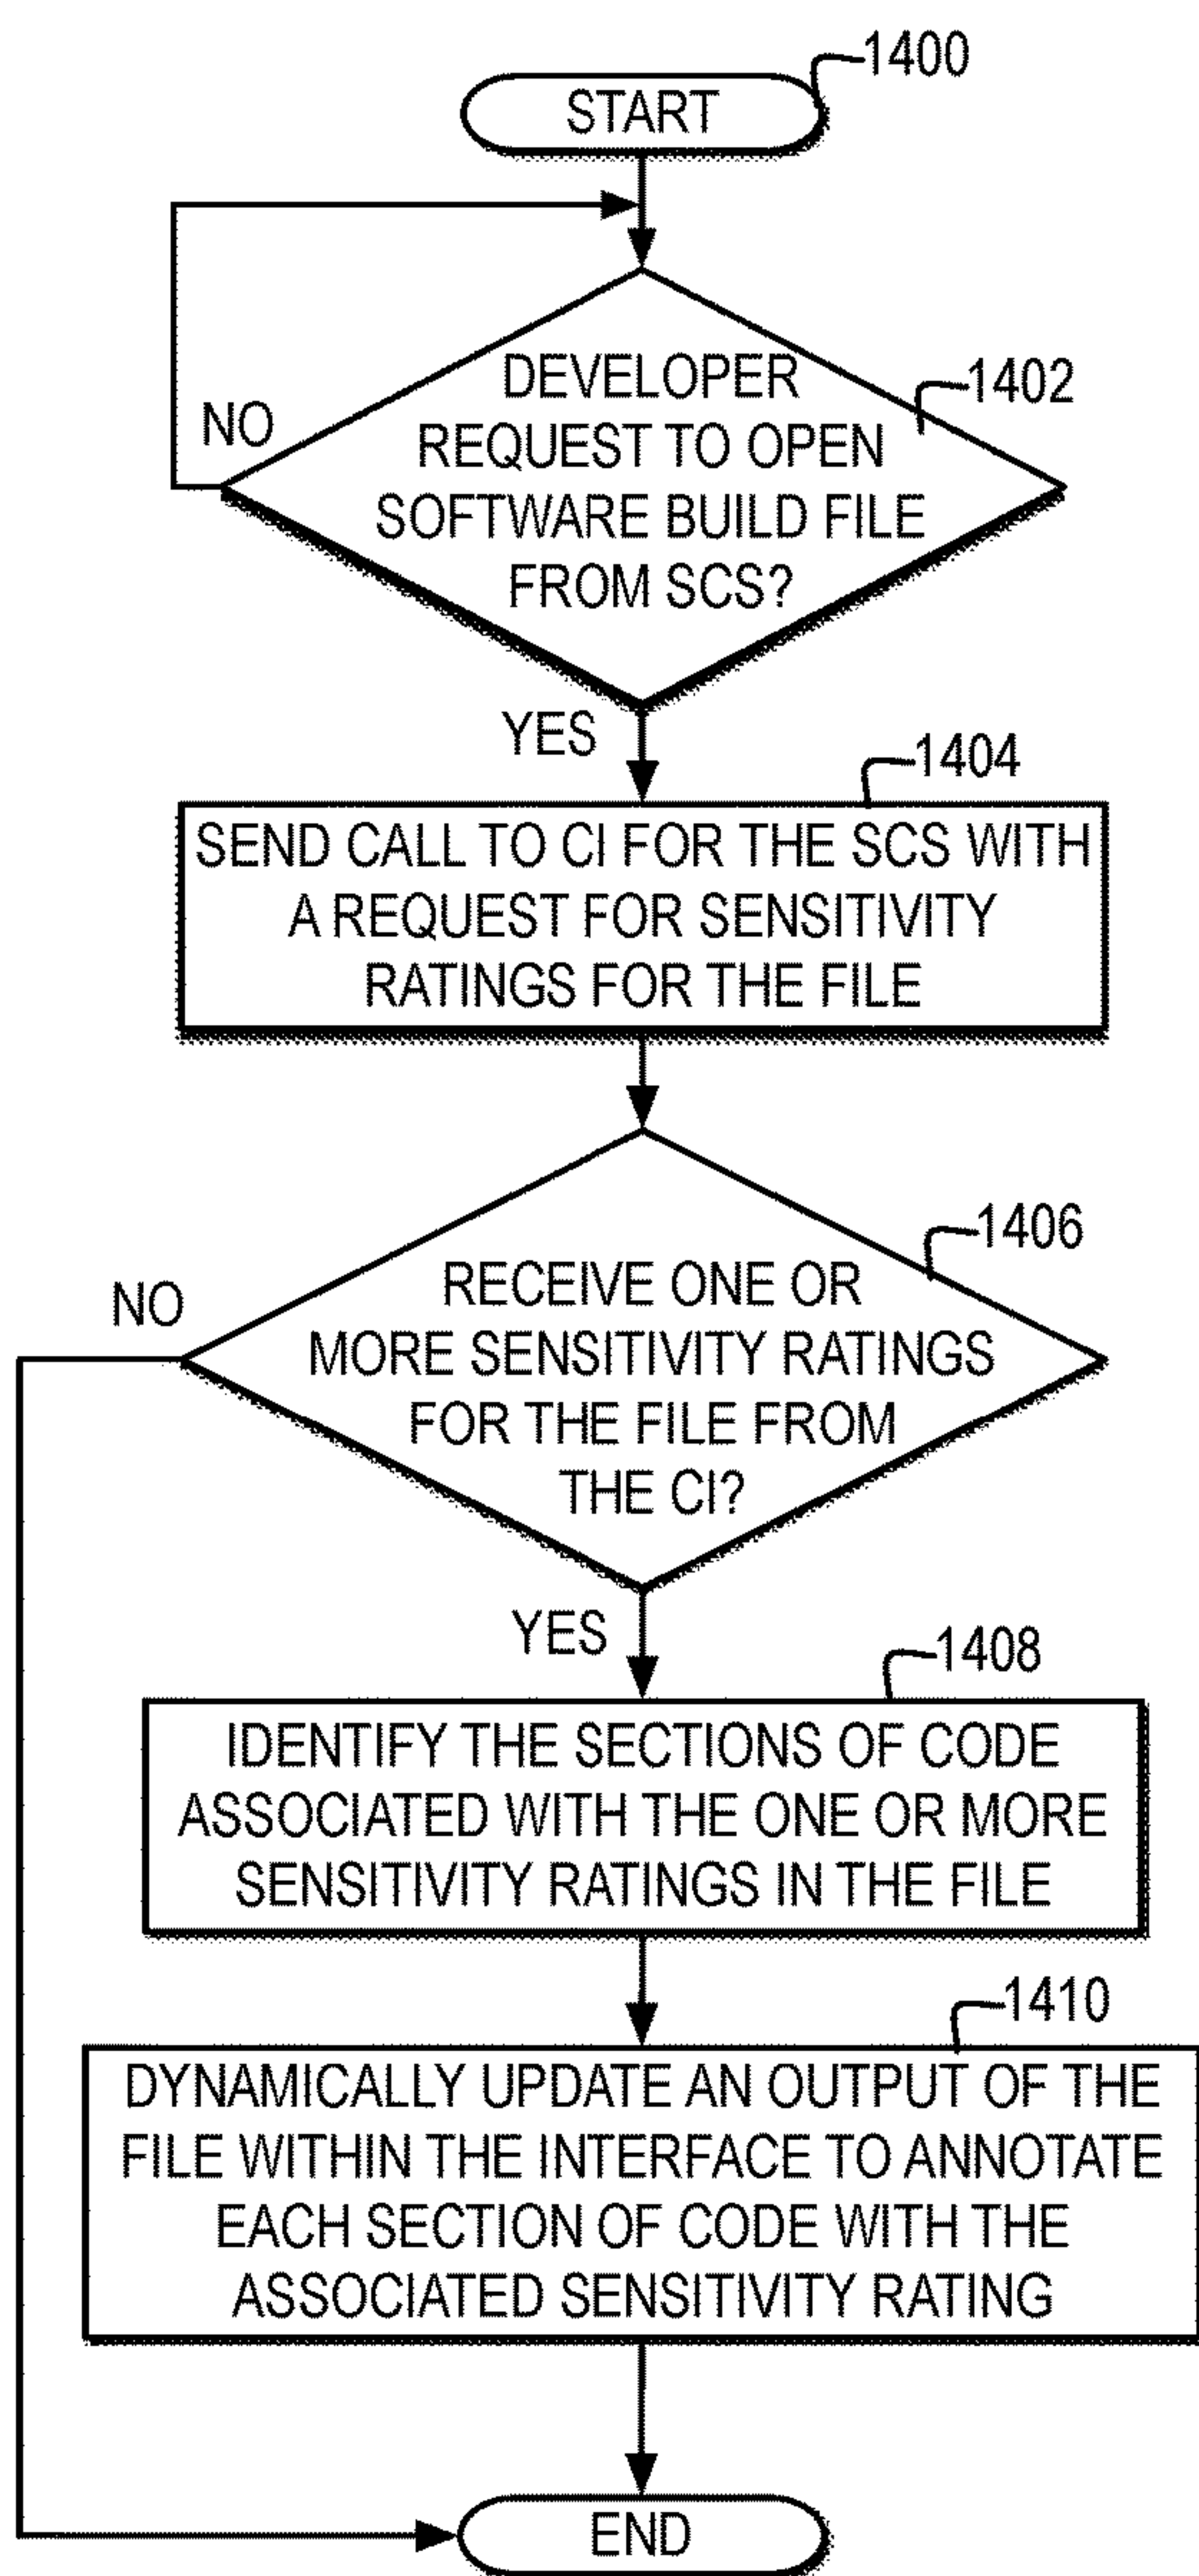 1400
START
1402
DEVELOPER
REQUEST TO OPEN
SOFTWARE BUILD FILE
FROM SCS?
NO
YES
1404
SEND CALL TO CI FOR THE SCS WITH
A REQUEST FOR SENSITIVITY
RATINGS FOR THE FILE
1406
RECEIVE ONE OR
MORE SENSITIVITY RATINGS
FOR THE FILE FROM
THE CI?
NO
YES
1408
IDENTIFY THE SECTIONS OF CODE
ASSOCIATED WITH THE ONE OR MORE
SENSITIVITY RATINGS IN THE FILE
1410
DYNAMICALLY UPDATE AN OUTPUT OF THE
FILE WITHIN THE INTERFACE TO ANNOTATE
EACH SECTION OF CODE WITH THE
ASSOCIATED SENSITIVITY RATING
END